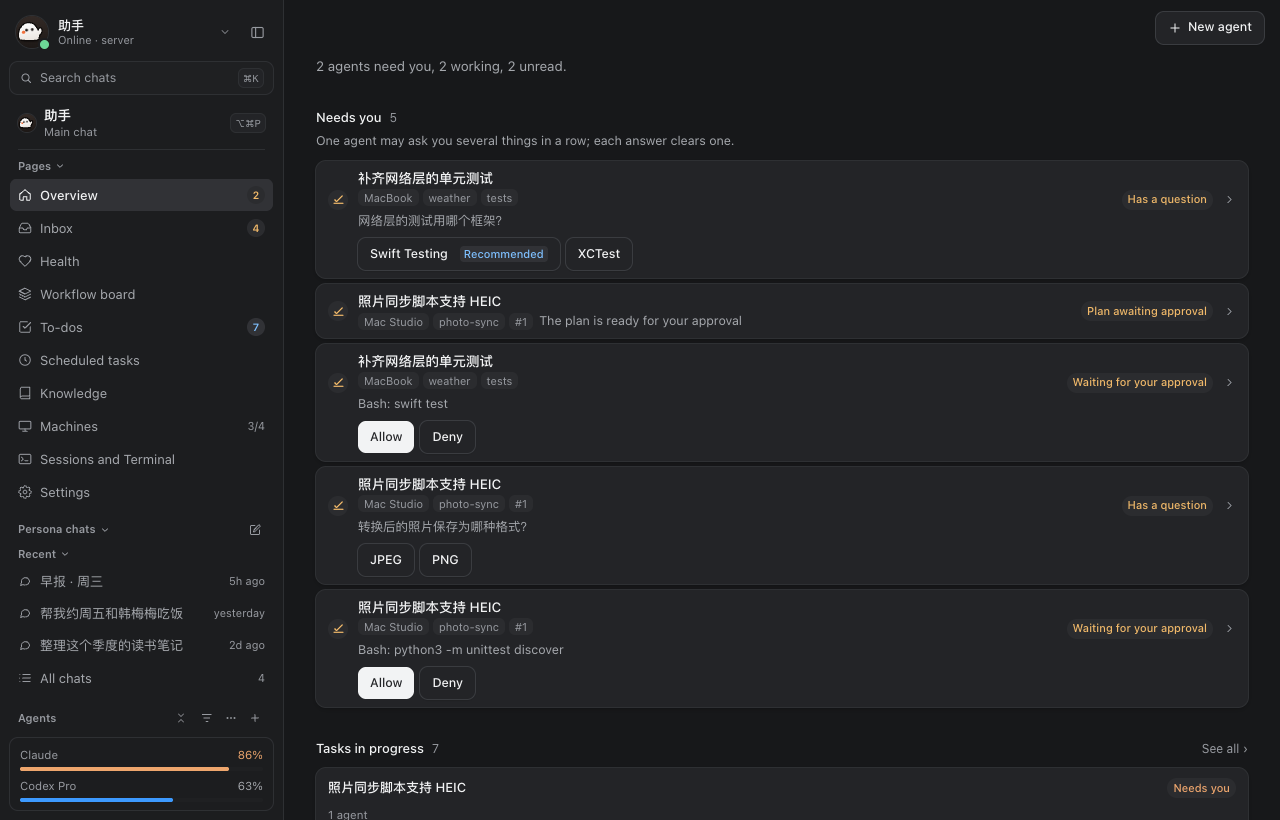 助手
Online · server
Search chats ⌘K
助手
Main chat ⌥⌘P
Pages
Overview 2
Inbox 4
Health
Workflow board
To-dos 7
Scheduled tasks
Knowledge
Machines 3/4
Sessions and Terminal
Settings
Persona chats
Recent
早报 · 周三 5h ago
帮我约周五和韩梅梅吃饭 yesterday
整理这个季度的读书笔记 2d ago
All chats 4
Agents
Claude 86%
Codex Pro 63%
New agent
2 agents need you, 2 working, 2 unread.
Needs you 5
One agent may ask you several things in a row; each answer clears one.
补齐网络层的单元测试
MacBook weather tests
Has a question
网络层的测试用哪个框架?
Swift Testing Recommended XCTest
照片同步脚本支持 HEIC
Mac Studio photo-sync #1 The plan is ready for your approval
Plan awaiting approval
补齐网络层的单元测试
MacBook weather tests
Waiting for your approval
Bash: swift test
Allow Deny
照片同步脚本支持 HEIC
Mac Studio photo-sync #1
Has a question
转换后的照片保存为哪种格式?
JPEG PNG
照片同步脚本支持 HEIC
Mac Studio photo-sync #1
Waiting for your approval
Bash: python3 -m unittest discover
Allow Deny
Tasks in progress 7 See all ›
照片同步脚本支持 HEIC
Needs you
1 agent